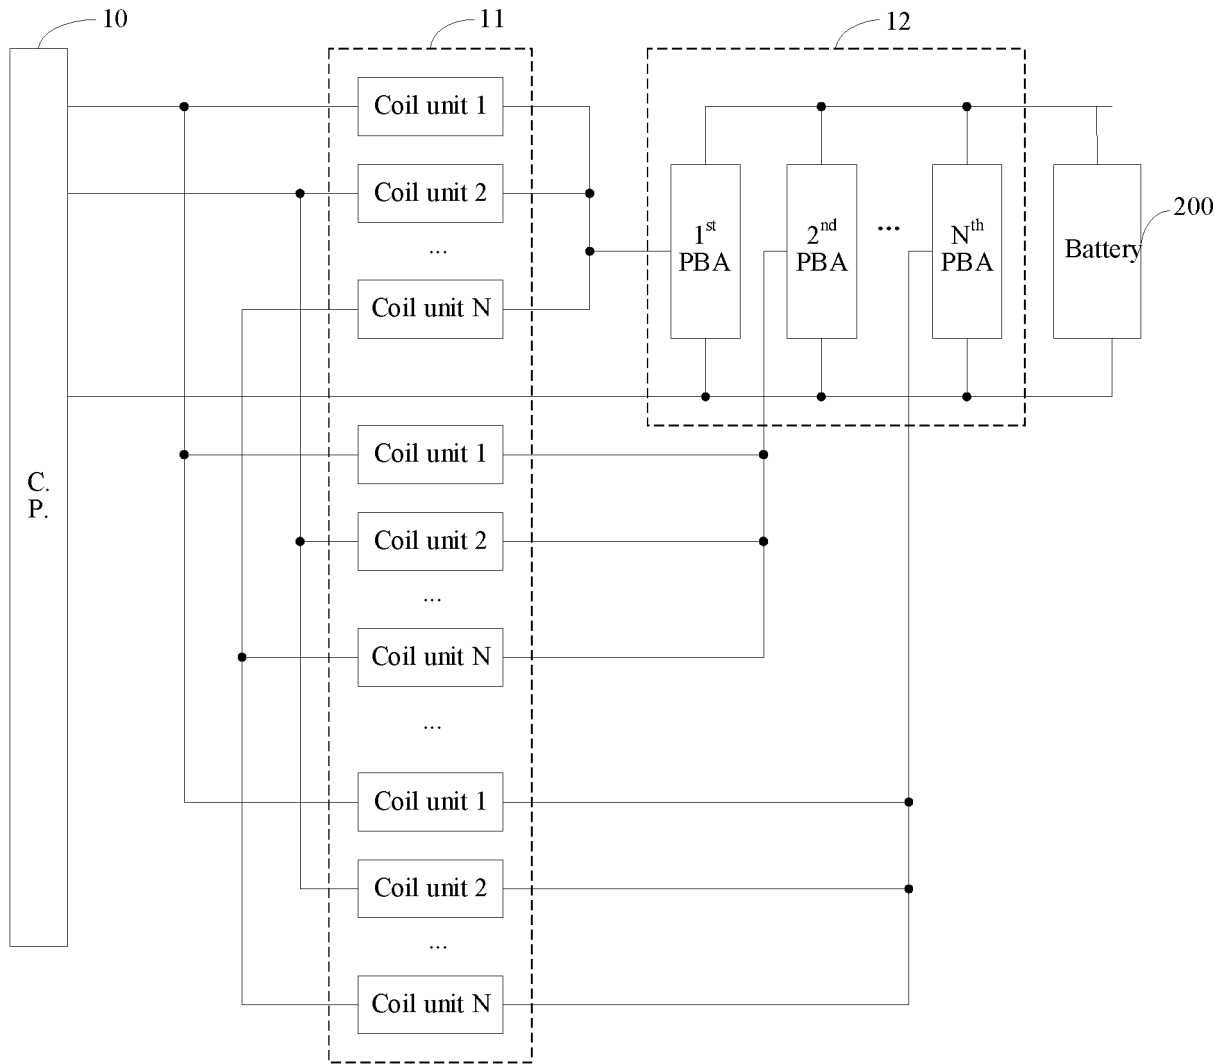 10
11
12
Coil unit 1
Coil unit 2
...
Coil unit N
1st
PBA
2nd
PBA
...
Nth
PBA
Battery
200
C.
P.
Coil unit 1
Coil unit 2
...
Coil unit N
...
Coil unit 1
Coil unit 2
...
Coil unit N